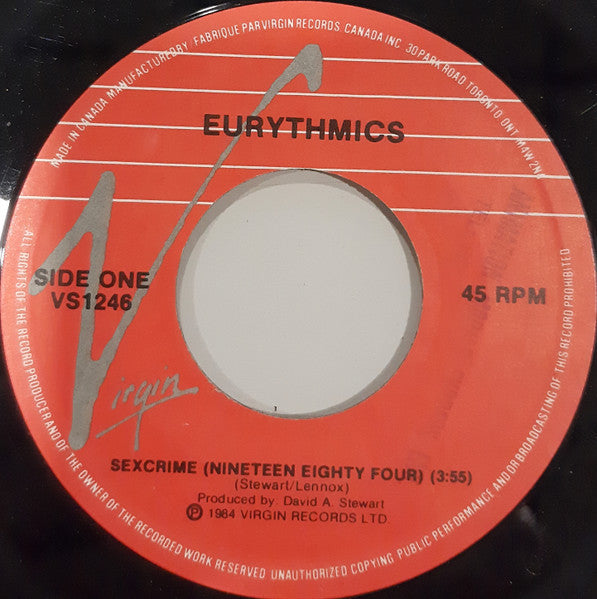 MADE IN CANADA MANUFACTURED BY · FABRIQUE PAR VIRGIN RECORDS CANADA INC. 30 PARK ROAD TORONTO. ONT. M4W 2N6
EURYTHMICS
SIDE ONE
VS1246
45 RPM
Virgin
SEXCRIME (NINETEEN EIGHTY FOUR) (3:55)
(Stewart/Lennox)
Produced by David A. Stewart
℗ 1984 VIRGIN RECORDS LTD.
ALL RIGHTS OF THE RECORD PRODUCER AND OF THE OWNER OF THE RECORDED WORK RESERVED. UNAUTHORIZED COPYING, PUBLIC PERFORMANCE AND/OR BROADCASTING OF THIS RECORD PROHIBITED